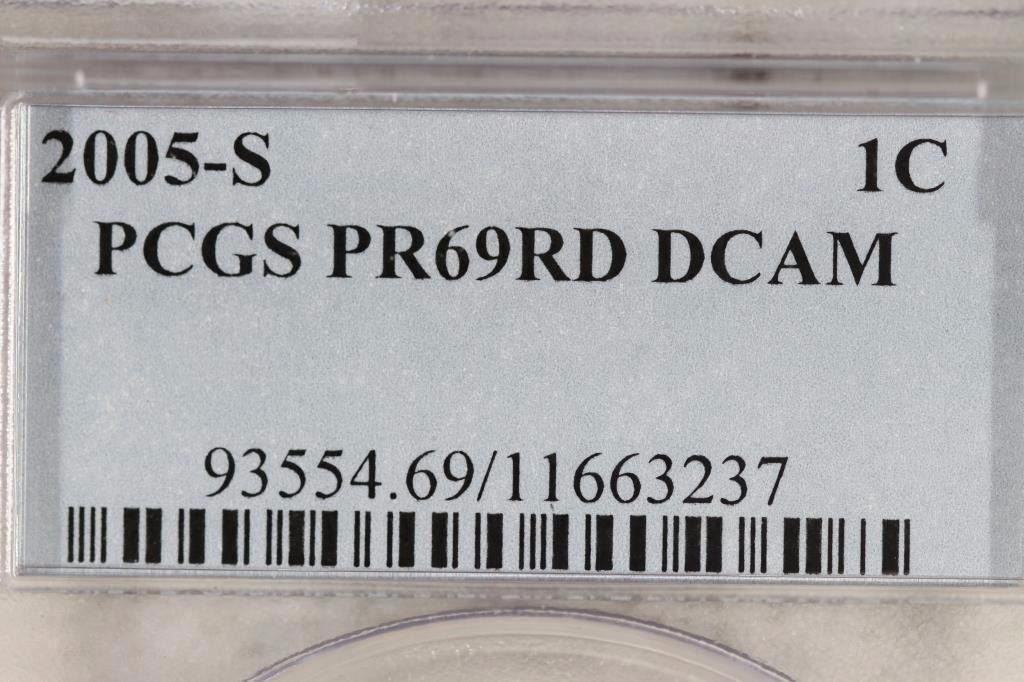 2005-S 1C
PCGS PR69RD DCAM
93554.69/11663237